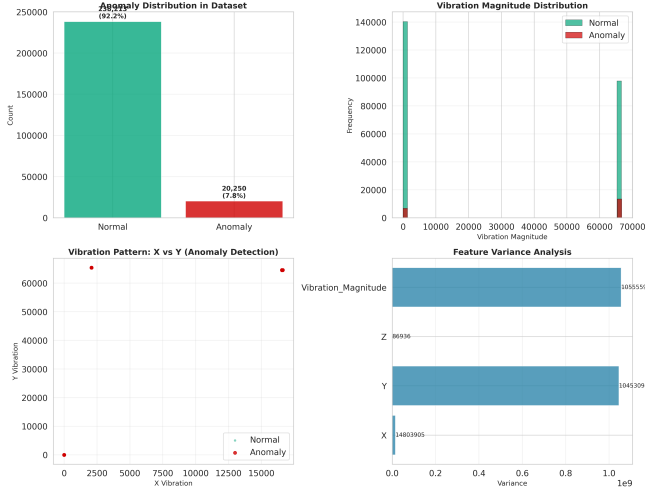 Anomaly Distribution in Dataset
(92.2%)
20,250
(7.8%)
250000
200000
150000
100000
50000
0
Count
Normal
Anomaly
Vibration Magnitude Distribution
Normal
Anomaly
140000
120000
100000
80000
60000
40000
20000
0
Frequency
0
10000
20000
30000
40000
50000
60000
70000
Vibration Magnitude
Vibration Pattern: X vs Y (Anomaly Detection)
60000
50000
40000
30000
20000
10000
0
Y Vibration
Normal
Anomaly
0
2500
5000
7500
10000
12500
15000
X Vibration
Feature Variance Analysis
Vibration_Magnitude
1055559
Z
86936
Y
1045309
X
14803905
0.0
0.2
0.4
0.6
0.8
1.0
1e9
Variance